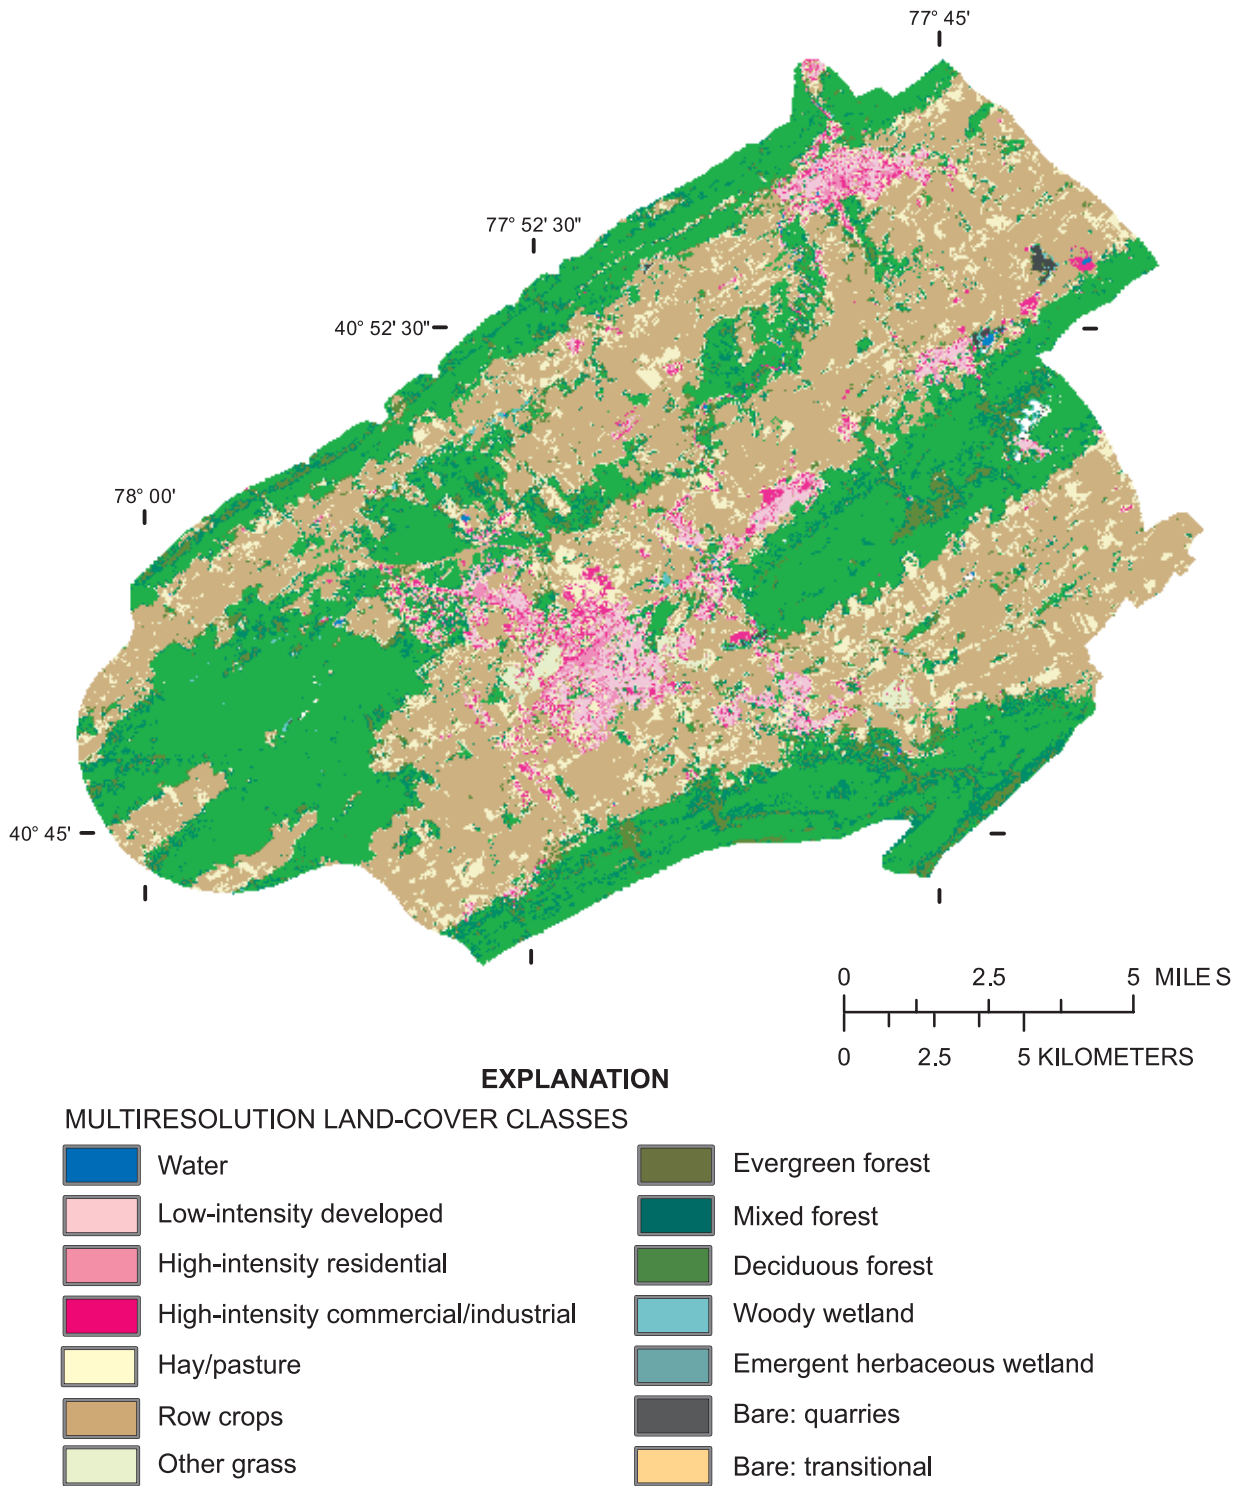 77° 45'
77° 52' 30"
40° 52' 30"
78° 00'
40° 45'
0 2.5 5 MILES
0 2.5 5 KILOMETERS
EXPLANATION
MULTIRESOLUTION LAND-COVER CLASSES
Water
Low-intensity developed
High-intensity residential
High-intensity commercial/industrial
Hay/pasture
Row crops
Other grass
Evergreen forest
Mixed forest
Deciduous forest
Woody wetland
Emergent herbaceous wetland
Bare: quarries
Bare: transitional